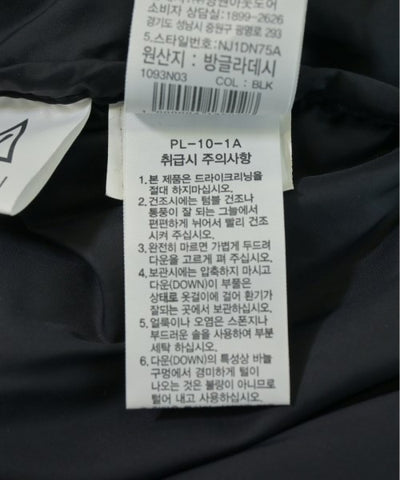 소비자 상담실: 1899-2626
경기도 성남시 중원구 광명로 293
5.스타일번호: NJ1DN75A
원산지 : 방글라데시
1093N03 COL: BLK
PL-10-1A
취급시 주의사항
1. 본 제품은 드라이크리닝을
절대 하지마십시오.
2. 건조시에는 텀블 건조나
통풍이 잘 되는 그늘에서
편편하게 뉘어서 빨리 건조
시켜 주십시오.
3. 완전히 마르면 가볍게 두드려
다운을 고르게 펴 주십시오.
4. 보관시에는 압축하지 마시고
다운(DOWN)이 부풀은
상태로 옷걸이에 걸어 환기가
잘되는 곳에서 보관하십시오.
5. 얼룩이나 오염은 스폰지나
부드러운 솔을 사용하여 부분
세탁 하십시오.
6. 다운(DOWN)의 특성상 바늘
구멍에서 경미하게 털이
나오는 것은 불량이 아니므로
털어 내고 사용하십시오.